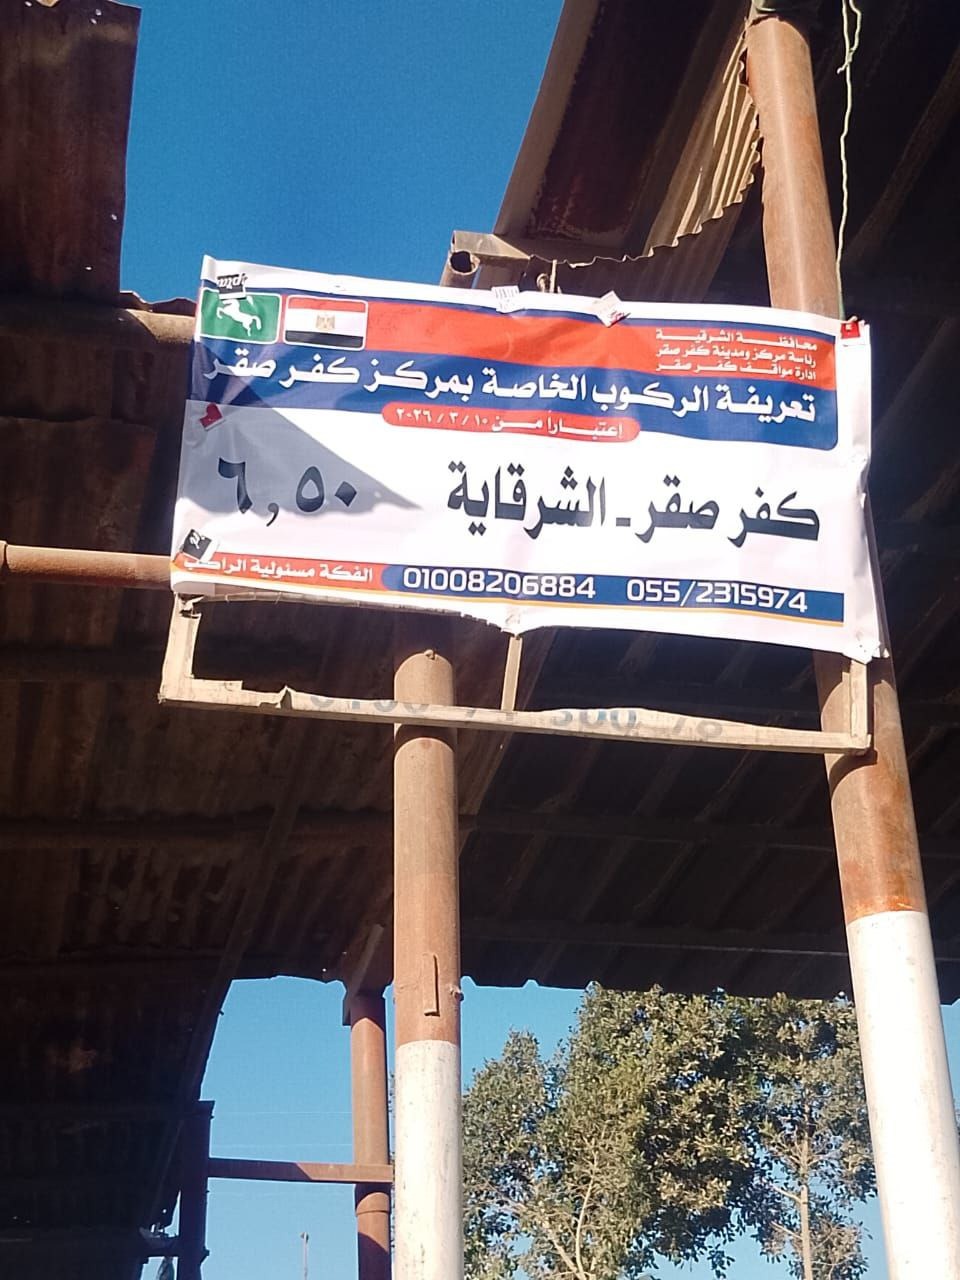 محافظة الشرقية
رئاسة مركز ومدينة كفر صقر
ادارة مواقف كفر صقر
تعريفة الركوب الخاصة بمركز كفر صقر
إعتباراً من ١٠ / ٣ / ٢٠٢٦
كفر صقر - الشرقاية ٦,٥٠
055/2315974 01008206884 الفكة مسئولية الراكب